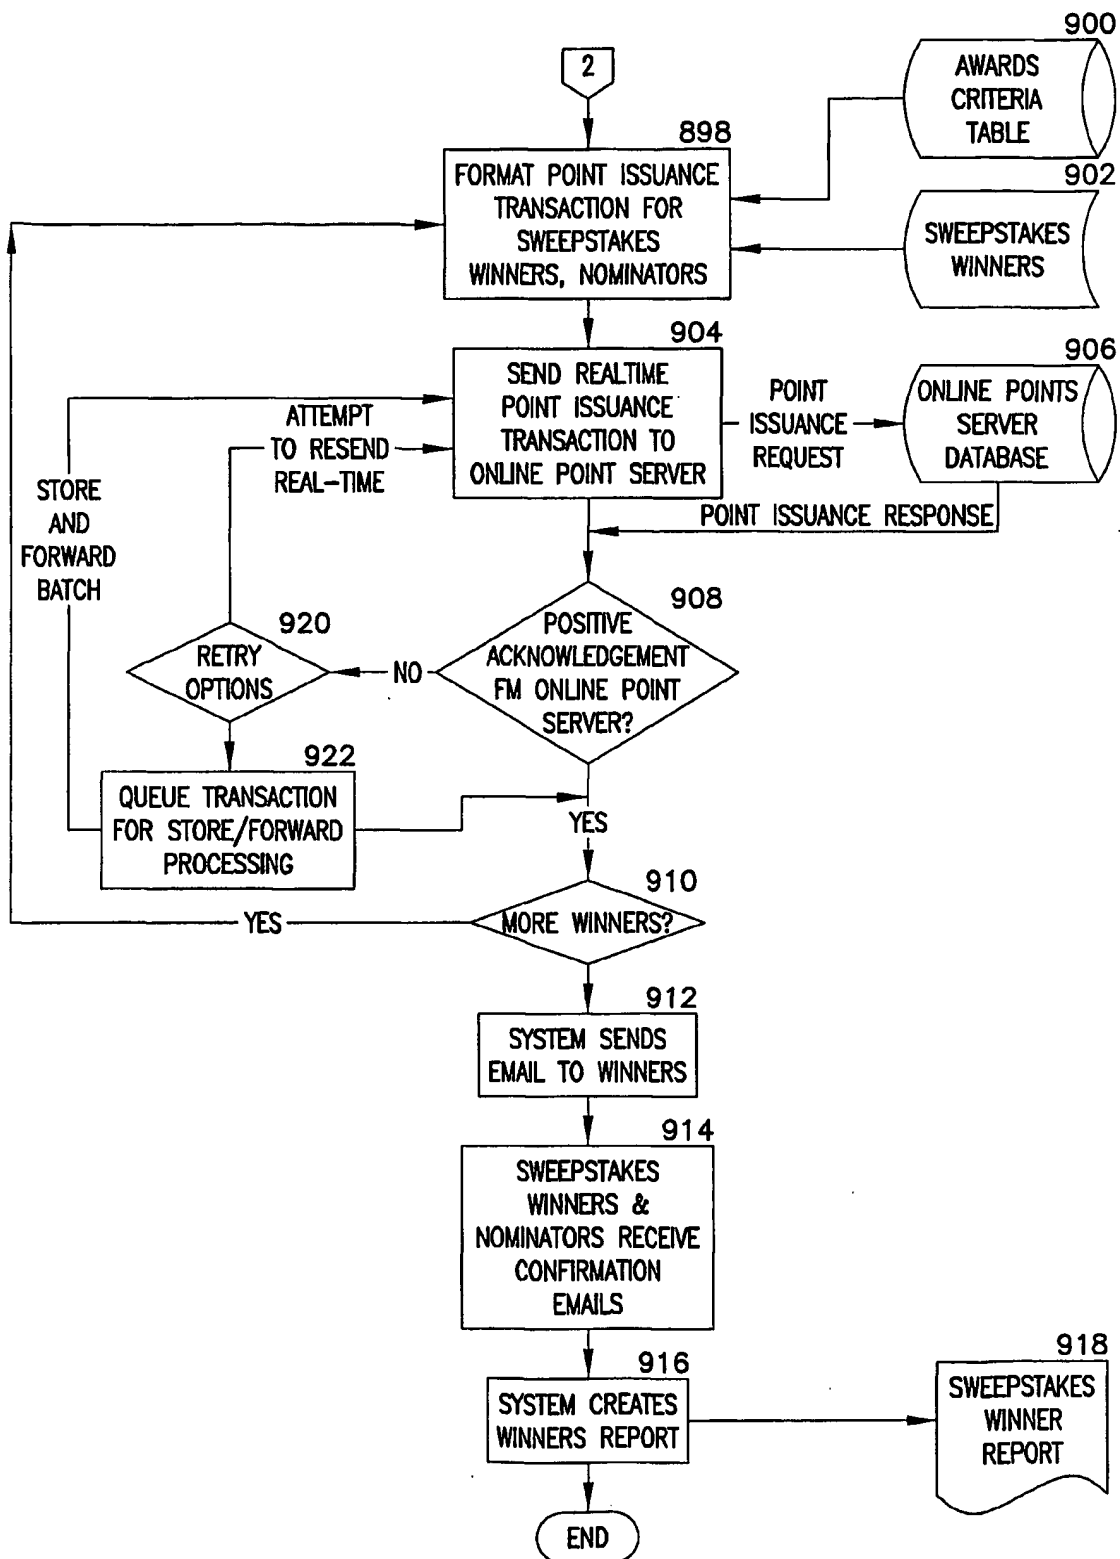 2
900
AWARDS
CRITERIA
TABLE
898
FORMAT POINT ISSUANCE
TRANSACTION FOR
SWEEPSTAKES
WINNERS, NOMINATORS
902
SWEEPSTAKES
WINNERS
904
SEND REALTIME
POINT ISSUANCE
TRANSACTION TO
ONLINE POINT SERVER
POINT
ISSUANCE
REQUEST
906
ONLINE POINTS
SERVER
DATABASE
ATTEMPT
TO RESEND
REAL-TIME
STORE
AND
FORWARD
BATCH
POINT ISSUANCE RESPONSE
908
POSITIVE
ACKNOWLEDGEMENT
FM ONLINE POINT
SERVER?
NO
920
RETRY
OPTIONS
922
QUEUE TRANSACTION
FOR STORE/FORWARD
PROCESSING
YES
910
MORE WINNERS?
YES
912
SYSTEM SENDS
EMAIL TO WINNERS
914
SWEEPSTAKES
WINNERS &
NOMINATORS RECEIVE
CONFIRMATION
EMAILS
916
SYSTEM CREATES
WINNERS REPORT
918
SWEEPSTAKES
WINNER
REPORT
END